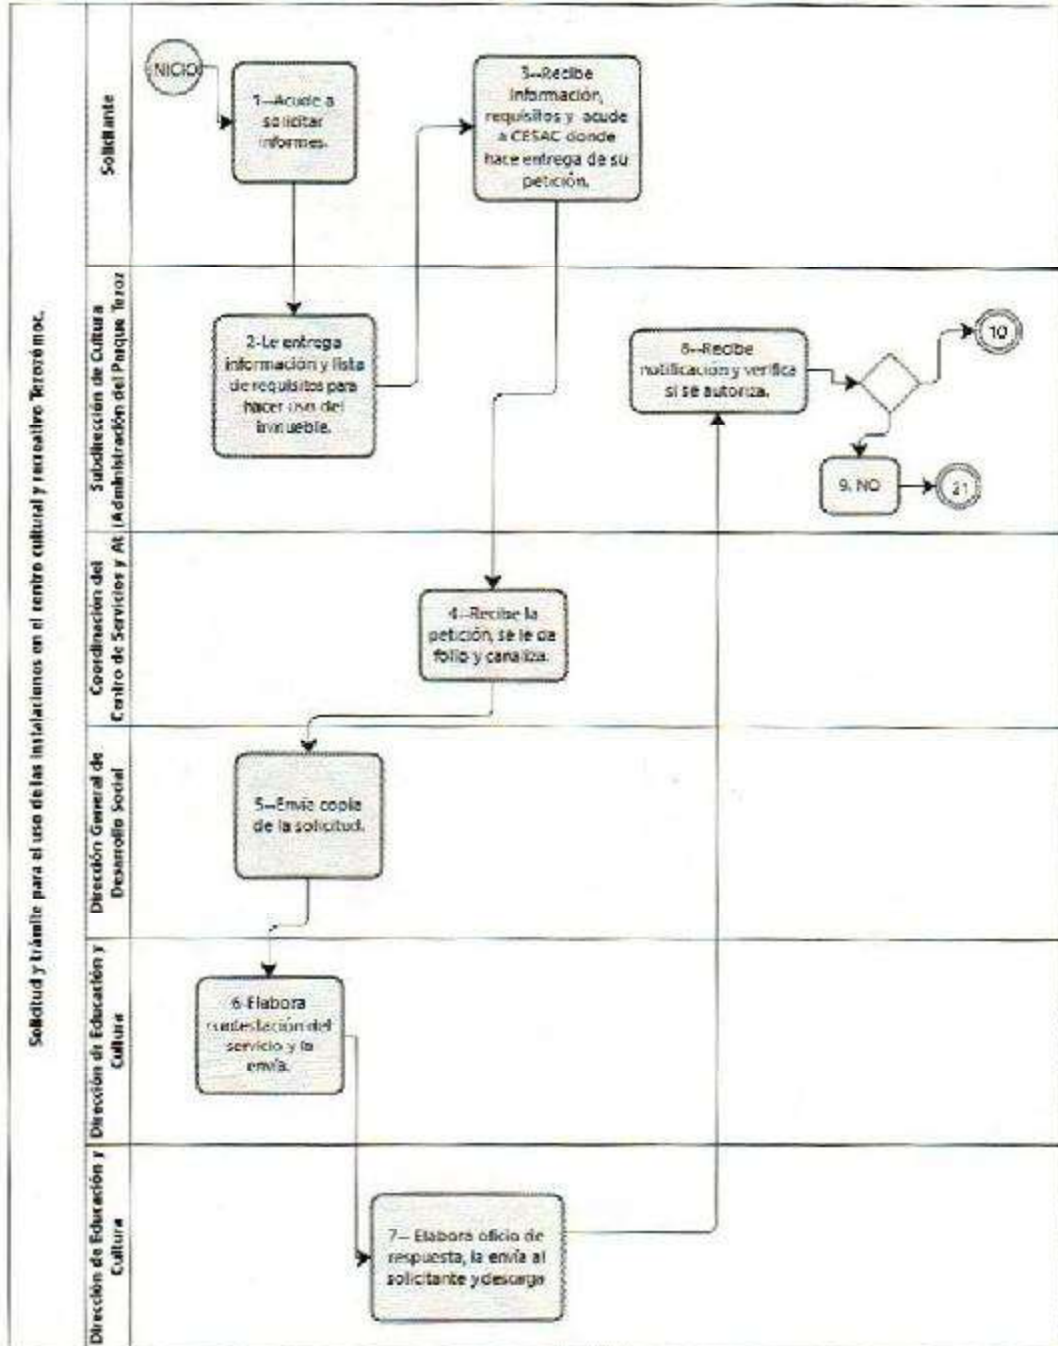 Solicitud y trámite para el uso de las instalaciones en el centro cultural y recreativo Tezozómoc.
Solicitante
INICIO
1--Acude a
solicitar
informes.
3--Recibe
información,
requisitos y acude
a CESAC donde
hace entrega de su
petición.
Subdirección de Cultura
(Administración del Parque Tezoz
2-Le entrega
información y lista
de requisitos para
hacer uso del
inmueble.
8--Recibe
notificación y verifica
si se autoriza.
10
9. NO
21
Coordinación del
Centro de Servicios y At
4--Recibe la
petición, se le da
folio y canaliza.
Dirección General de
Desarrollo Social
5--Envía copia
de la solicitud.
Dirección de Educación y
Cultura
6-Elabora
contestación del
servicio y la
envía.
Dirección de Educación y
Cultura
7-- Elabora oficio de
respuesta, la envía al
solicitante y descarga